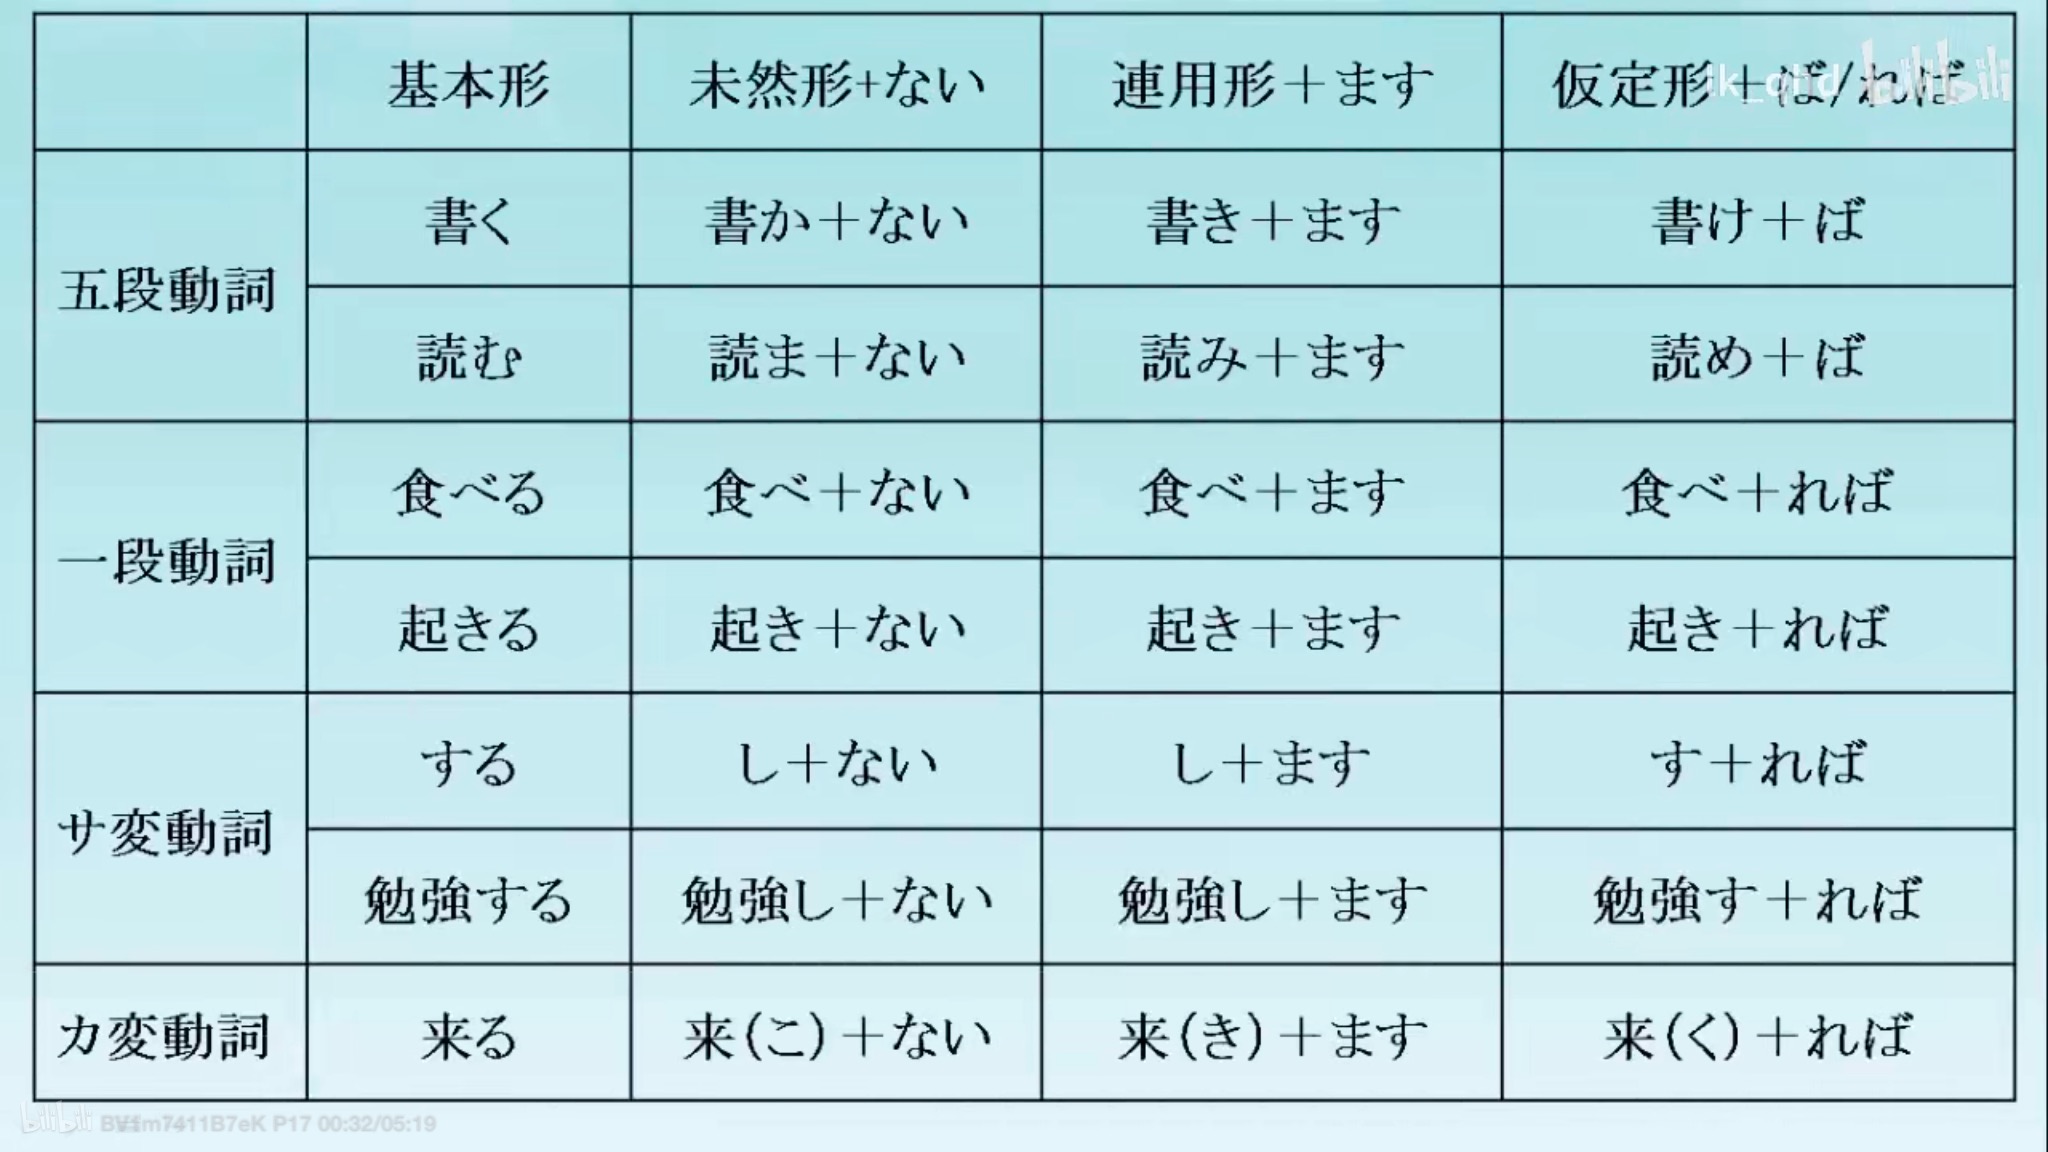 基本形 未然形+ない 連用形+ます 仮定形+ば/れば
bilibili
五段動詞
書く 書か+ない 書き+ます 書け+ば
読む 読ま+ない 読み+ます 読め+ば
一段動詞
食べる 食べ+ない 食べ+ます 食べ+れば
起きる 起き+ない 起き+ます 起き+れば
サ変動詞
する し+ない し+ます す+れば
勉強する 勉強し+ない 勉強し+ます 勉強す+れば
カ変動詞 来る 来(こ)+ない 来(き)+ます 来(く)+れば
bilibili P17 00:32/05:19